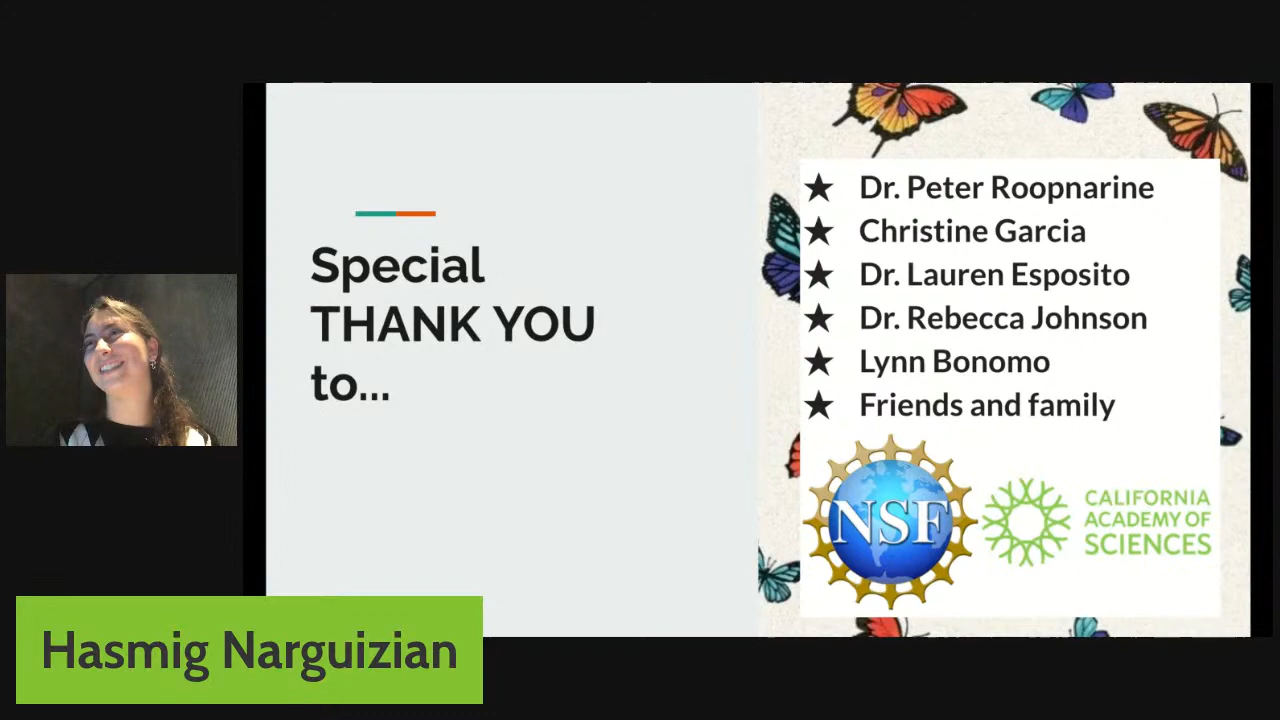 Special
THANK YOU
to...
★ Dr. Peter Roopnarine
★ Christine Garcia
★ Dr. Lauren Esposito
★ Dr. Rebecca Johnson
★ Lynn Bonomo
★ Friends and family
NSF
CALIFORNIA
ACADEMY OF
SCIENCES
Hasmig Narguizian